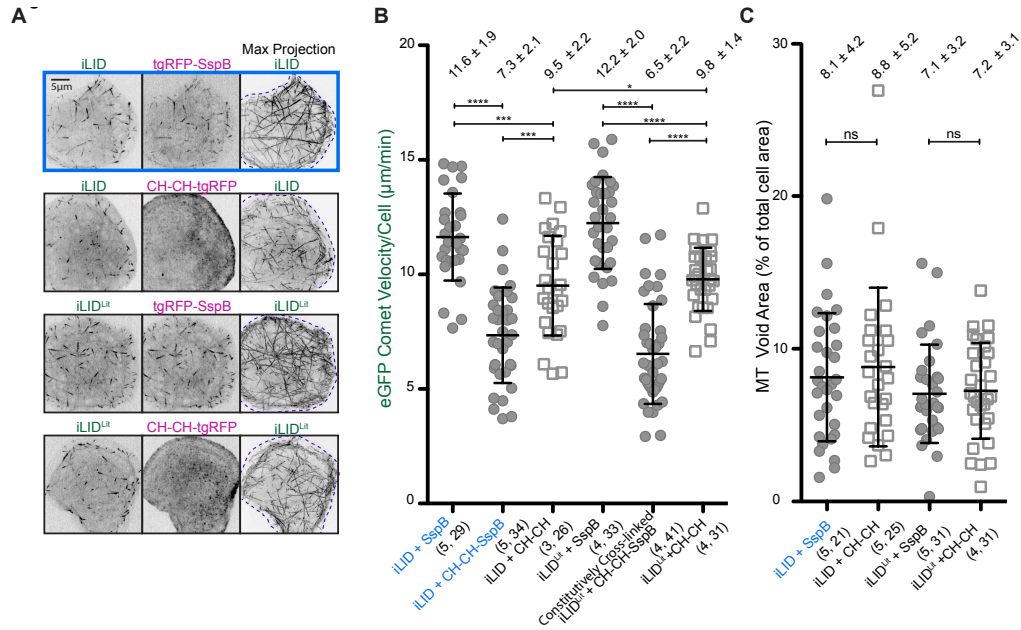 A
Max Projection
iLID
tgRFP-SspB
iLID
5µm
iLID
CH-CH-tgRFP
iLID
iLIDLit
tgRFP-SspB
iLIDLit
iLIDLit
CH-CH-tgRFP
iLIDLit
B
11.6 ± 1.9
7.3 ± 2.1
9.5 ± 2.2
12.2 ± 2.0
6.5 ± 2.2
9.8 ± 1.4
eGFP Comet Velocity/Cell (µm/min)
20
15
10
5
0
*
****
****
***
****
***
****
iLID + SspB
(5, 29)
iLID + CH-CH-SspB
(5, 34)
iLID + CH-CH
(3, 26)
iLIDLit + SspB
(4, 33)
Constitutively Cross-linked
iLIDLit + CH-CH-SspB
(4, 41)
iLIDLit+CH-CH
(4, 31)
C
8.1 ± 4.2
8.8 ± 5.2
7.1 ± 3.2
7.2 ± 3.1
MT Void Area (% of total cell area)
30
20
10
0
ns
ns
iLID + SspB
(5, 21)
iLID + CH-CH
(5, 25)
iLIDLit + SspB
(5, 31)
iLIDLit +CH-CH
(4, 31)